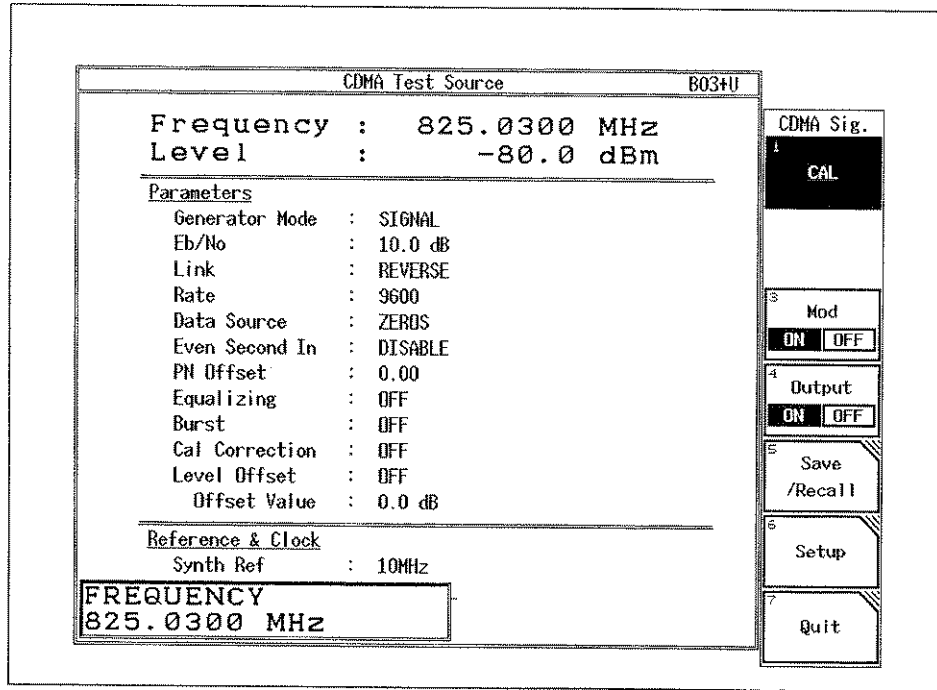 CDMA Test Source B03+U
Frequency : 825.0300 MHz
Level : -80.0 dBm
Parameters
Generator Mode : SIGNAL
Eb/No : 10.0 dB
Link : REVERSE
Rate : 9600
Data Source : ZEROS
Even Second In : DISABLE
PN Offset : 0.00
Equalizing : OFF
Burst : OFF
Cal Correction : OFF
Level Offset : OFF
Offset Value : 0.0 dB
Reference & Clock
Synth Ref : 10MHz
FREQUENCY
825.0300 MHz
CDMA Sig.
1
CAL
3
Mod
ON OFF
4
Output
ON OFF
5
Save
/Recall
6
Setup
7
Quit